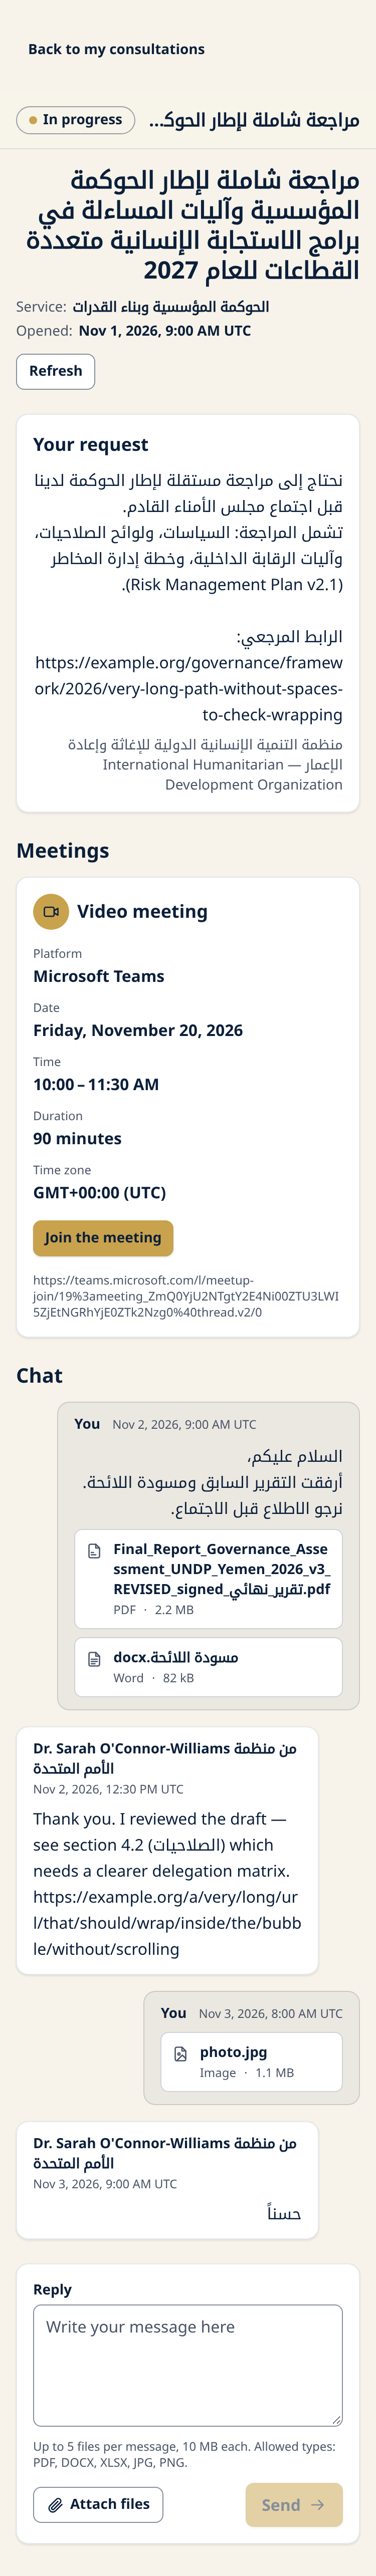 Back to my consultations
In progress
مراجعة شاملة لإطار الحوكـ...
مراجعة شاملة لإطار الحوكمة
المؤسسية وآليات المساءلة في
برامج الاستجابة الإنسانية متعددة
القطاعات للعام 2027
Service: الحوكمة المؤسسية وبناء القدرات
Opened: Nov 1, 2026, 9:00 AM UTC
Refresh
Your request
نحتاج إلى مراجعة مستقلة لإطار الحوكمة لدينا
قبل اجتماع مجلس الأمناء القادم.
تشمل المراجعة: السياسات، ولوائح الصلاحيات،
وآليات الرقابة الداخلية، وخطة إدارة المخاطر
(Risk Management Plan v2.1).
الرابط المرجعي:
https://example.org/governance/framew
ork/2026/very-long-path-without-spaces-
to-check-wrapping
منظمة التنمية الإنسانية الدولية للإغاثة وإعادة
الإعمار — International Humanitarian
Development Organization
Meetings
Video meeting
Platform
Microsoft Teams
Date
Friday, November 20, 2026
Time
10:00 – 11:30 AM
Duration
90 minutes
Time zone
GMT+00:00 (UTC)
Join the meeting
https://teams.microsoft.com/l/meetup-
join/19%3ameeting_ZmQ0YjU2NTgtY2E4Ni00ZTU3LWI
5ZjEtNGRhYjE0ZTk2Nzg0%40thread.v2/0
Chat
You Nov 2, 2026, 9:00 AM UTC
السلام عليكم،
أرفقت التقرير السابق ومسودة اللائحة.
نرجو الاطلاع قبل الاجتماع.
Final_Report_Governance_Asse
ssment_UNDP_Yemen_2026_v3_
REVISED_signed_تقرير_نهائي.pdf
PDF · 2.2 MB
مسودة اللائحة.docx
Word · 82 kB
Dr. Sarah O'Connor-Williams من منظمة
الأمم المتحدة
Nov 2, 2026, 12:30 PM UTC
Thank you. I reviewed the draft —
see section 4.2 (الصلاحيات) which
needs a clearer delegation matrix.
https://example.org/a/very/long/ur
l/that/should/wrap/inside/the/bubb
le/without/scrolling
You Nov 3, 2026, 8:00 AM UTC
photo.jpg
Image · 1.1 MB
Dr. Sarah O'Connor-Williams من منظمة
الأمم المتحدة
Nov 3, 2026, 9:00 AM UTC
حسناً
Reply
Write your message here
Up to 5 files per message, 10 MB each. Allowed types:
PDF, DOCX, XLSX, JPG, PNG.
Attach files
Send